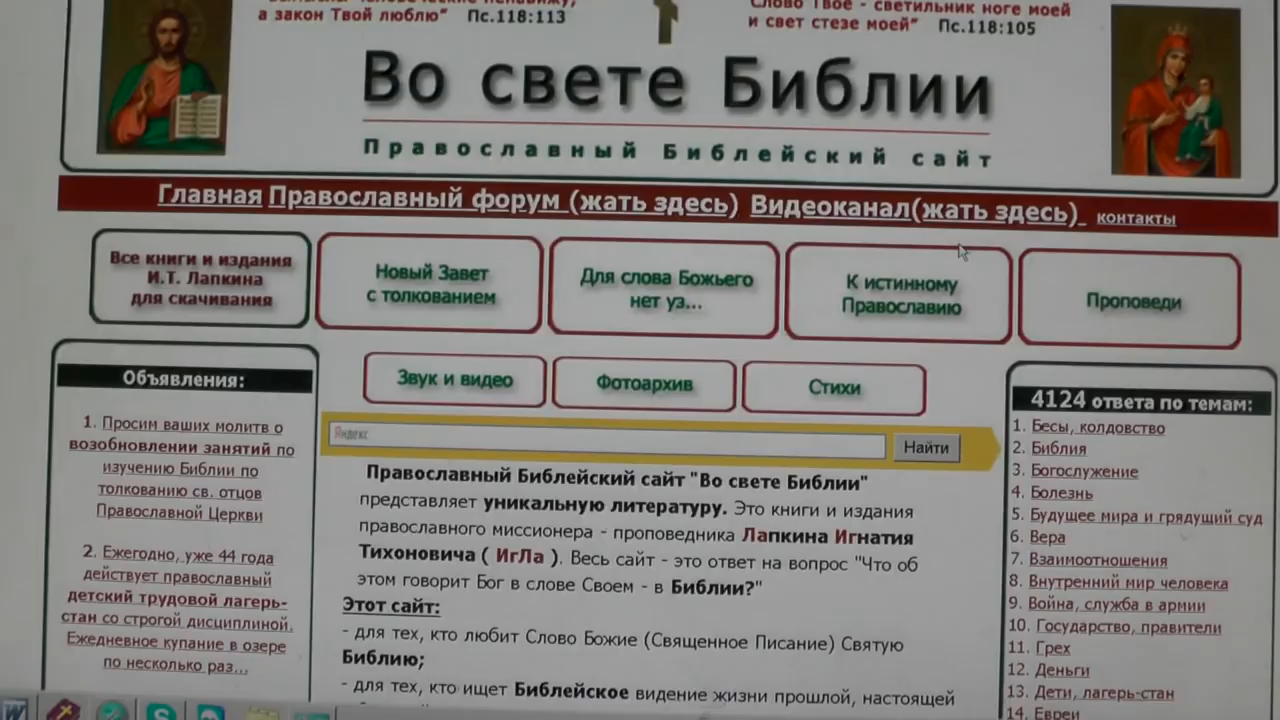 а закон Твой люблю" Пс.118:113
Слово Твое - светильник ноге моей
и свет стезе моей" Пс.118:105
Во свете Библии
Православный Библейский сайт
Главная Православный форум (жать здесь) Видеоканал(жать здесь) контакты
Все книги и издания
И.Т. Лапкина
для скачивания
Новый Завет
с толкованием
Для слова Божьего
нет уз...
К истинному
Православию
Проповеди
Звук и видео
Фотоархив
Стихи
Объявления:
1. Просим ваших молитв о
возобновлении занятий по
изучению Библии по
толкованию св. отцов
Православной Церкви
2. Ежегодно, уже 44 года
действует православный
детский трудовой лагерь-
стан со строгой дисциплиной.
Ежедневное купание в озере
по несколько раз...
Яндекс
Найти
Православный Библейский сайт "Во свете Библии"
представляет уникальную литературу. Это книги и издания
православного миссионера - проповедника Лапкина Игнатия
Тихоновича ( ИгЛа ). Весь сайт - это ответ на вопрос "Что об
этом говорит Бог в слове Своем - в Библии?"
Этот сайт:
- для тех, кто любит Слово Божие (Священное Писание) Святую
Библию;
- для тех, кто ищет Библейское видение жизни прошлой, настоящей
4124 ответа по темам:
1. Бесы, колдовство
2. Библия
3. Богослужение
4. Болезнь
5. Будущее мира и грядущий суд
6. Вера
7. Взаимоотношения
8. Внутренний мир человека
9. Война, служба в армии
10. Государство, правители
11. Грех
12. Деньги
13. Дети, лагерь-стан
14. Евреи